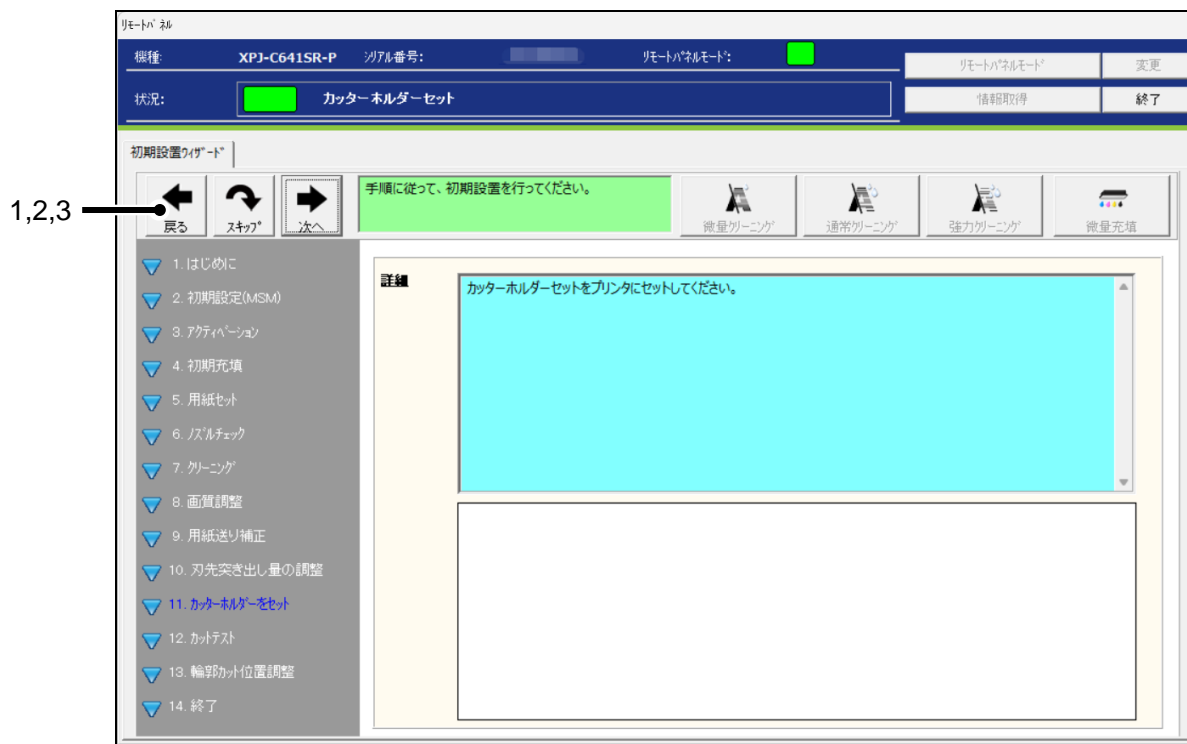 リモートパネル
機種: XPJ-C641SR-P シリアル番号: リモートパネルモード: リモートパネルモード 変更
状況: カッターホルダーセット 情報取得 終了
初期設置ウィザード
1,2,3
戻る スキップ 次へ 手順に従って、初期設置を行ってください。 微量クリーニング 通常クリーニング 強力クリーニング 微量充填
1. はじめに
2. 初期設定(MSM)
3. アクティベーション
4. 初期充填
5. 用紙セット
6. ノズルチェック
7. クリーニング
8. 画質調整
9. 用紙送り補正
10. 刃先突き出し量の調整
11. カッターホルダーをセット
12. カットテスト
13. 輪郭カット位置調整
14. 終了
詳細
カッターホルダーセットをプリンタにセットしてください。